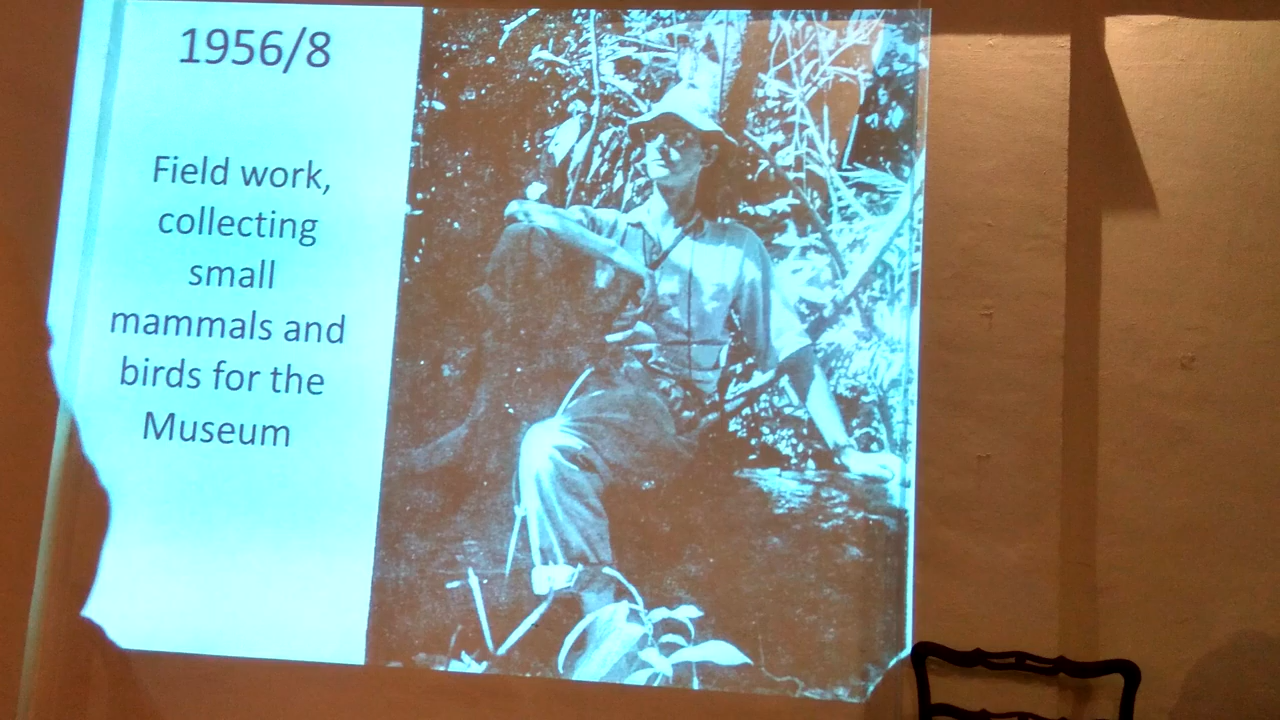 1956/8
Field work,
collecting
small
mammals and
birds for the
Museum